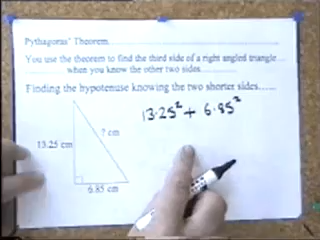 Pythagoras' Theorem
You use the theorem to find the third side of a right angled triangle...
........when you know the other two sides............
Finding the hypotenuse knowing the two shorter sides......
13.25² + 6.85²
? cm
13.25 cm
6.85 cm